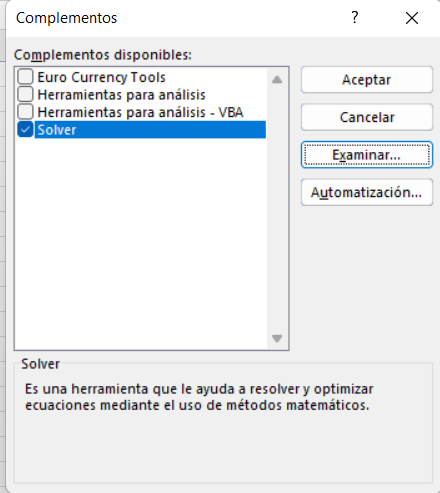 Complementos
?
Complementos disponibles:
Euro Currency Tools
Herramientas para análisis
Herramientas para análisis - VBA
Solver
Aceptar
Cancelar
Examinar...
Automatización...
Solver
Es una herramienta que le ayuda a resolver y optimizar
ecuaciones mediante el uso de métodos matemáticos.